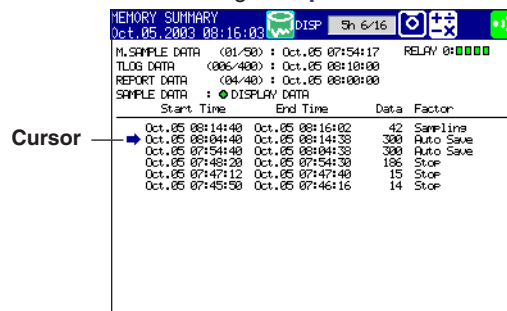 MEMORY SUMMARY
Oct.05.2003 08:16:03 DISP 5h 6/16
M.SAMPLE DATA (01/50) : Oct.05 07:54:17 RELAY 0:
TLOG DATA (006/400) : Oct.05 08:10:00
REPORT DATA (04/40) : Oct.05 08:00:00
SAMPLE DATA : DISPLAY DATA
Start Time End Time Data Factor
Oct.05 08:14:40 Oct.05 08:16:02 42 Sampling
Cursor Oct.05 08:04:40 Oct.05 08:14:38 300 Auto Save
Oct.05 07:54:40 Oct.05 08:04:38 300 Auto Save
Oct.05 07:48:20 Oct.05 07:54:30 186 Stop
Oct.05 07:47:12 Oct.05 07:47:40 15 Stop
Oct.05 07:45:50 Oct.05 07:46:16 14 Stop